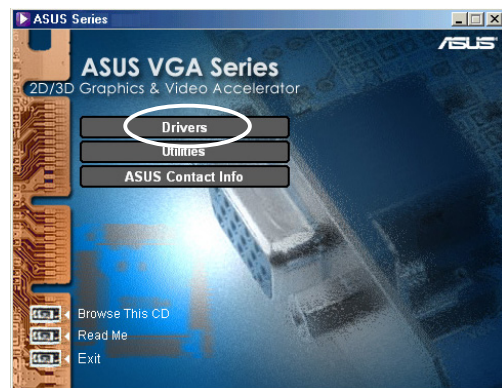 ASUS Series
ASUS
ASUS VGA Series
2D/3D Graphics & Video Accelerator
Drivers
Utilities
ASUS Contact Info
Browse This CD
Read Me
Exit